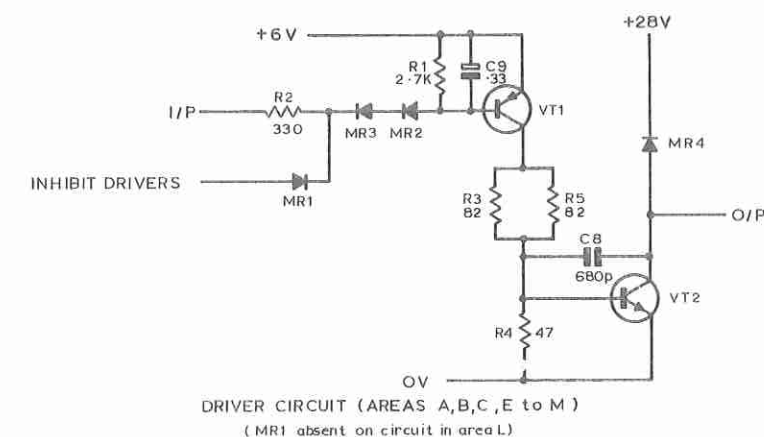 +28V
+6V
R1
2·7K
C9
·33
R2
I/P
330
VT1
MR3
MR2
MR4
INHIBIT DRIVERS
MR1
R3
82
R5
82
O/P
C8
680p
VT2
R4
47
0V
DRIVER CIRCUIT (AREAS A,B,C,E to M)
(MR1 absent on circuit in area L)